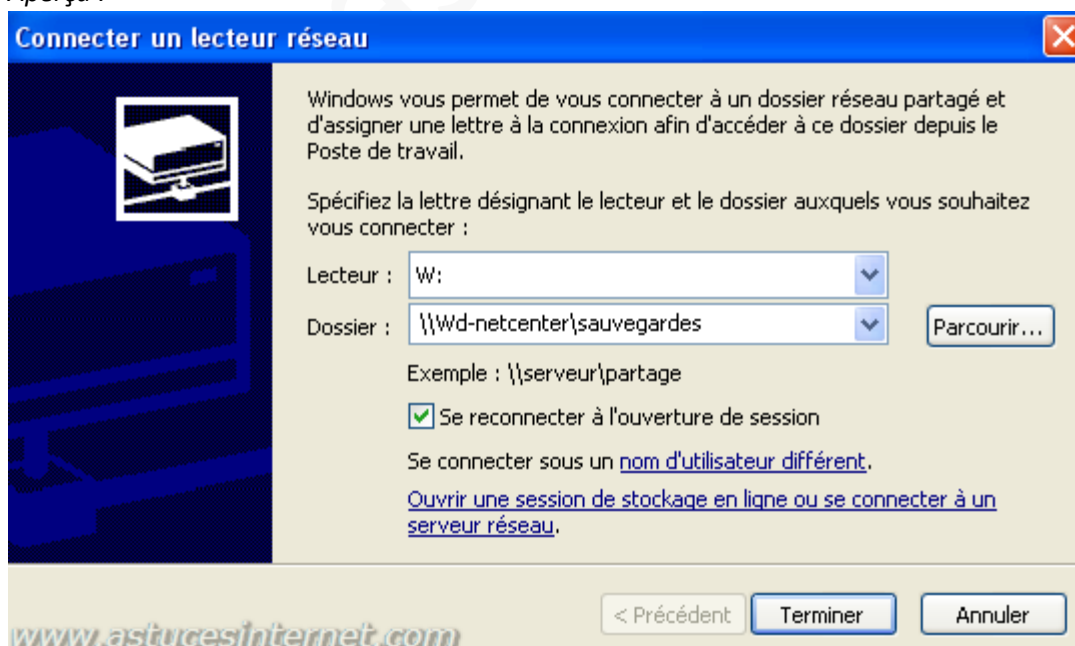 Aperçu :
Connecter un lecteur réseau
Windows vous permet de vous connecter à un dossier réseau partagé et
d'assigner une lettre à la connexion afin d'accéder à ce dossier depuis le
Poste de travail.
Spécifiez la lettre désignant le lecteur et le dossier auxquels vous souhaitez
vous connecter :
Lecteur : W:
Dossier : \\Wd-netcenter\sauvegardes Parcourir...
Exemple : \\serveur\partage
Se reconnecter à l'ouverture de session
Se connecter sous un nom d'utilisateur différent.
Ouvrir une session de stockage en ligne ou se connecter à un
serveur réseau.
< Précédent Terminer Annuler
www.astucesinternet.com